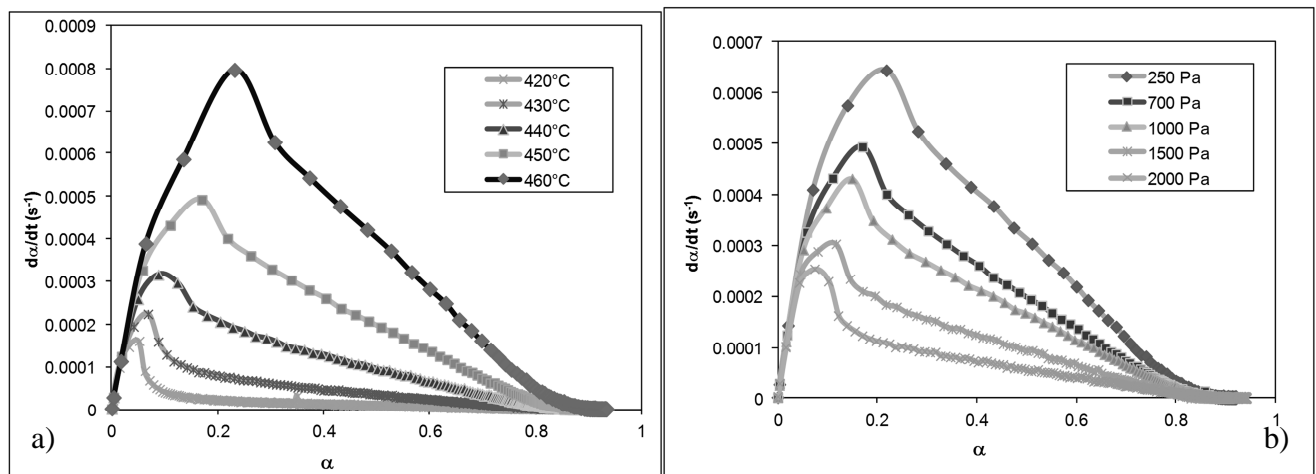 0.0009
0.0008
0.0007
0.0006
0.0005
0.0004
0.0003
0.0002
0.0001
0
dα/dt (s-1)
420°C
430°C
440°C
450°C
460°C
0 0.2 0.4 0.6 0.8 1
α
a)
0.0007
0.0006
0.0005
0.0004
0.0003
0.0002
0.0001
0
dα/dt (s-1)
250 Pa
700 Pa
1000 Pa
1500 Pa
2000 Pa
0 0.2 0.4 0.6 0.8 1
α
b)